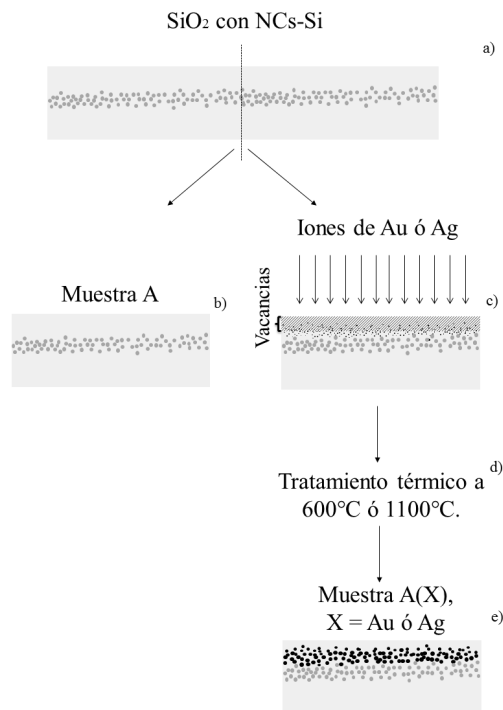 SiO₂ con NCs-Si
a)
Iones de Au ó Ag
Muestra A
b)
Vacancias
c)
Tratamiento térmico a
600°C ó 1100°C.
d)
Muestra A(X),
X = Au ó Ag
e)